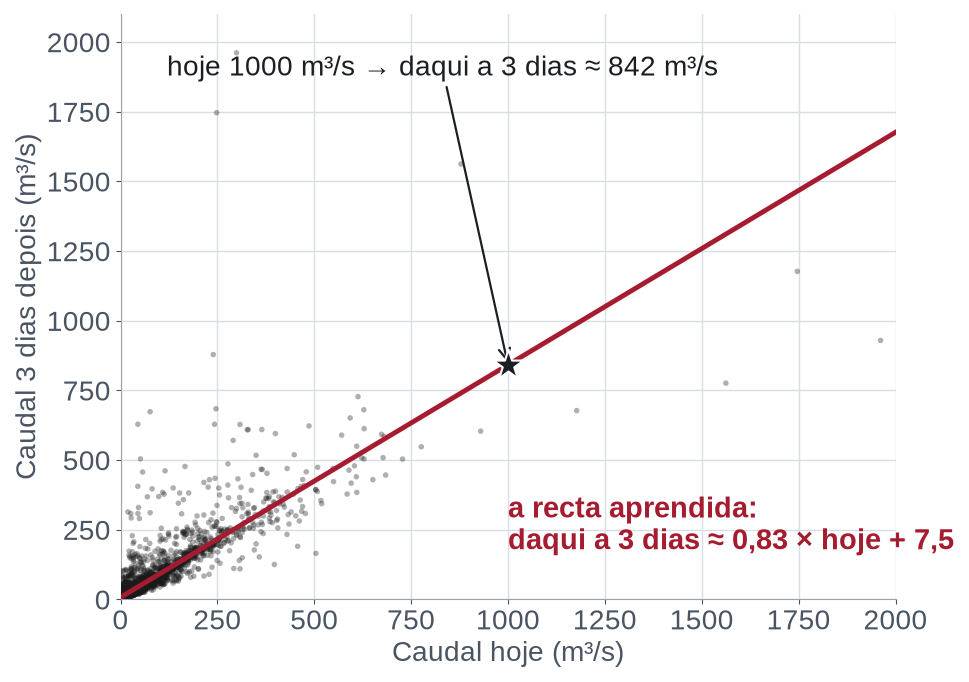 2000
hoje 1000 m³/s → daqui a 3 dias ≈ 842 m³/s
1750
1500
1250
1000
750
500
250
0
Caudal 3 dias depois (m³/s)
a recta aprendida:
daqui a 3 dias ≈ 0,83 × hoje + 7,5
0 250 500 750 1000 1250 1500 1750 2000
Caudal hoje (m³/s)